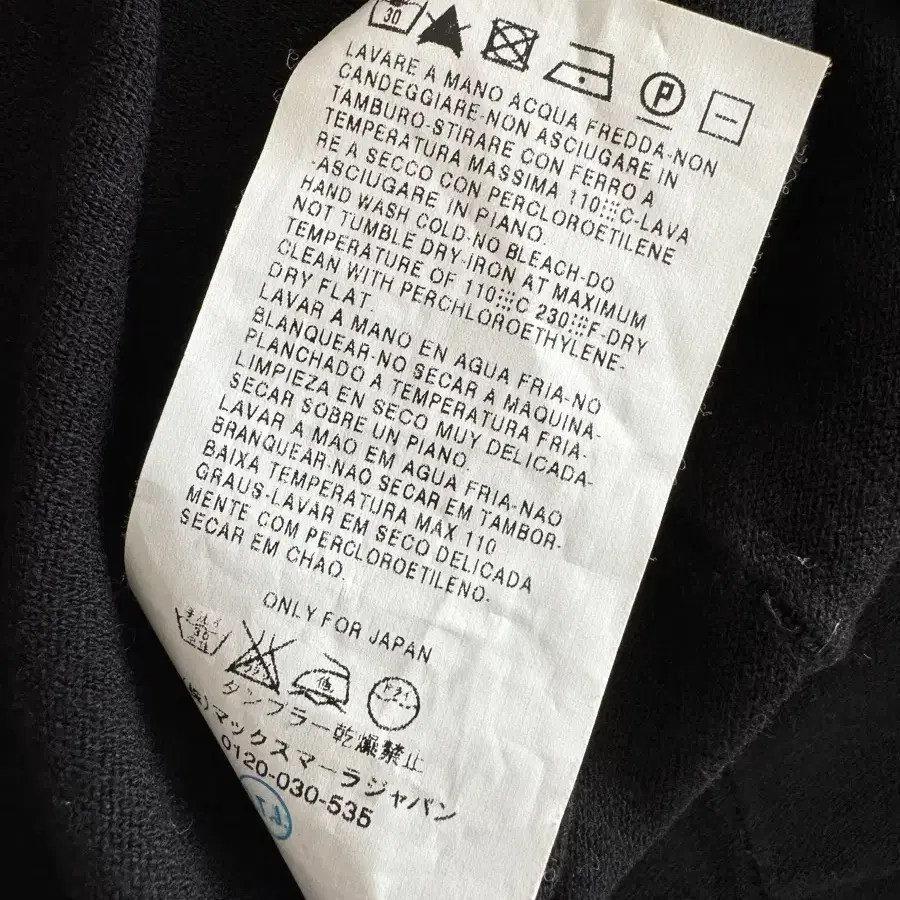 30
P
LAVARE A MANO ACQUA FREDDA-NON
CANDEGGIARE-NON ASCIUGARE IN
TAMBURO-STIRARE CON FERRO A
TEMPERATURA MASSIMA 110 C-LAVA
RE A SECCO CON PERCLOROETILENE
-ASCIUGARE IN PIANO.
HAND WASH COLD-NO BLEACH-DO
NOT TUMBLE DRY-IRON AT MAXIMUM
TEMPERATURE OF 110 C 230 F-DRY
CLEAN WITH PERCHLOROETHYLENE-
DRY FLAT.
LAVAR A MANO EN AGUA FRIA-NO
BLANQUEAR-NO SECAR A MAQUINA-
PLANCHADO A TEMPERATURA FRIA-
LIMPIEZA EN SECO MUY DELICADA-
SECAR SOBRE UN PIANO.
LAVAR A MAO EM AGUA FRIA-NAO
BRANQUEAR-NAO SECAR EM TAMBOR-
BAIXA TEMPERATURA MAX 110
GRAUS-LAVAR EM SECO DELICADA
MENTE COM PERCLOROETILENO-
SECAR EM CHAO.
ONLY FOR JAPAN
30
低
ドライ
タンブラー乾燥禁止
(株)マックスマーラジャパン
0120-030-535